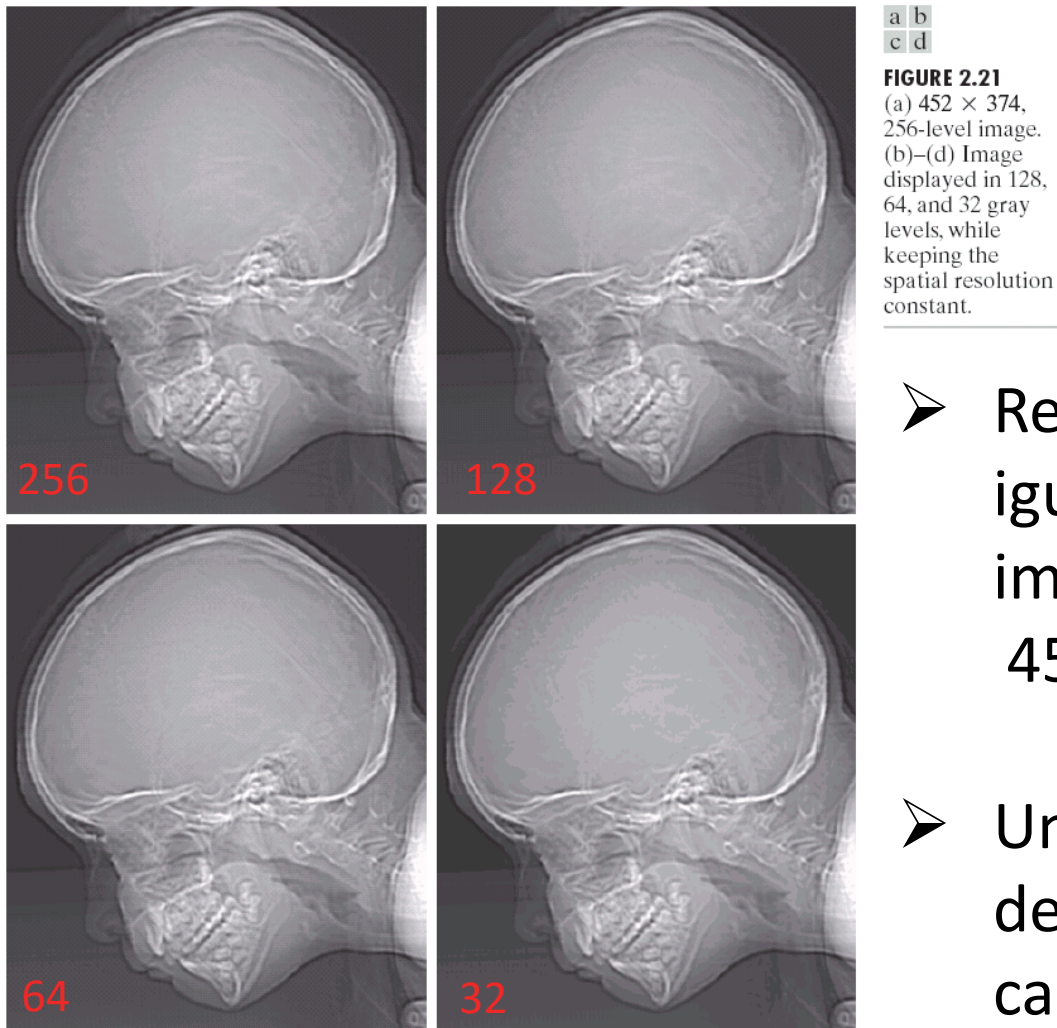 a b
c d
FIGURE 2.21
(a) 452 × 374,
256-level image.
(b)–(d) Image
displayed in 128,
64, and 32 gray
levels, while
keeping the
spatial resolution
constant.
256
128
64
32
➢ Re
igu
im
45
➢ Ur
de
ca